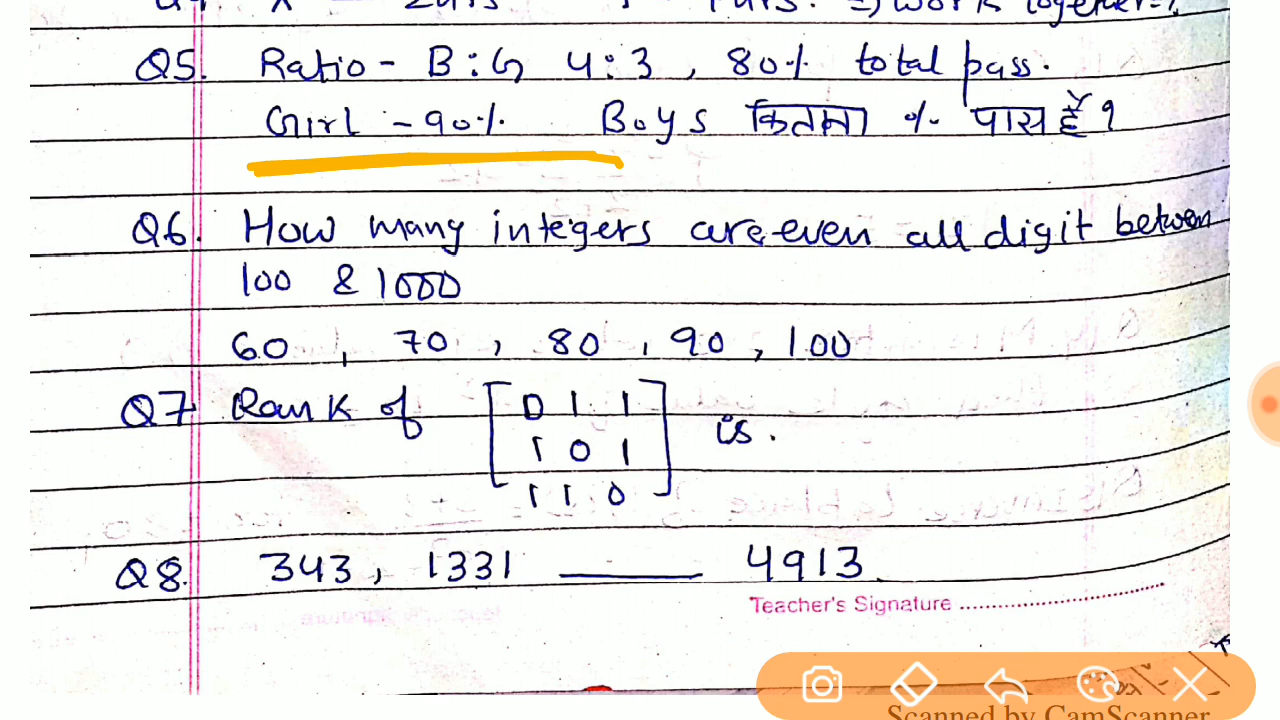 Q5. Ratio - B:G 4:3, 80% total pass.
Girl - 90% Boys कितना % पास हैं ?
Q6. How many integers are even all digit betwen
100 & 1000
60, 70, 80, 90, 100
Q7 Rank of [0 1 1 is.
1 0 1
1 1 0]
Q8. 343, 1331 ______ 4913
Teacher's Signature ........................
Scanned by CamScanner